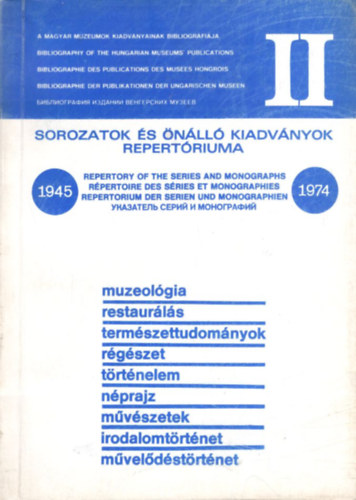 A MAGYAR MÚZEUMOK KIADVÁNYAINAK BIBLIOGRÁFIÁJA
BIBLIOGRAPHY OF THE HUNGARIAN MUSEUMS' PUBLICATIONS
BIBLIOGRAPHIE DES PUBLICATIONS DES MUSEES HONGROIS
BIBLIOGRAPHIE DER PUBLIKATIONEN DER UNGARISCHEN MUSEEN
БИБЛИОГРАФИЯ ИЗДАНИИ ВЕНГЕРСКИХ МУЗЕЕВ
II
SOROZATOK ÉS ÖNÁLLÓ KIADVÁNYOK
REPERTÓRIUMA
1945
REPERTORY OF THE SERIES AND MONOGRAPHS
RÉPERTOIRE DES SÉRIES ET MONOGRAPHIES
REPERTORIUM DER SERIEN UND MONOGRAPHIEN
УКАЗАТЕЛЬ СЕРИЙ И МОНОГРАФИЙ
1974
muzeológia
restaurálás
természettudományok
régészet
történelem
néprajz
művészetek
irodalomtörténet
művelődéstörténet